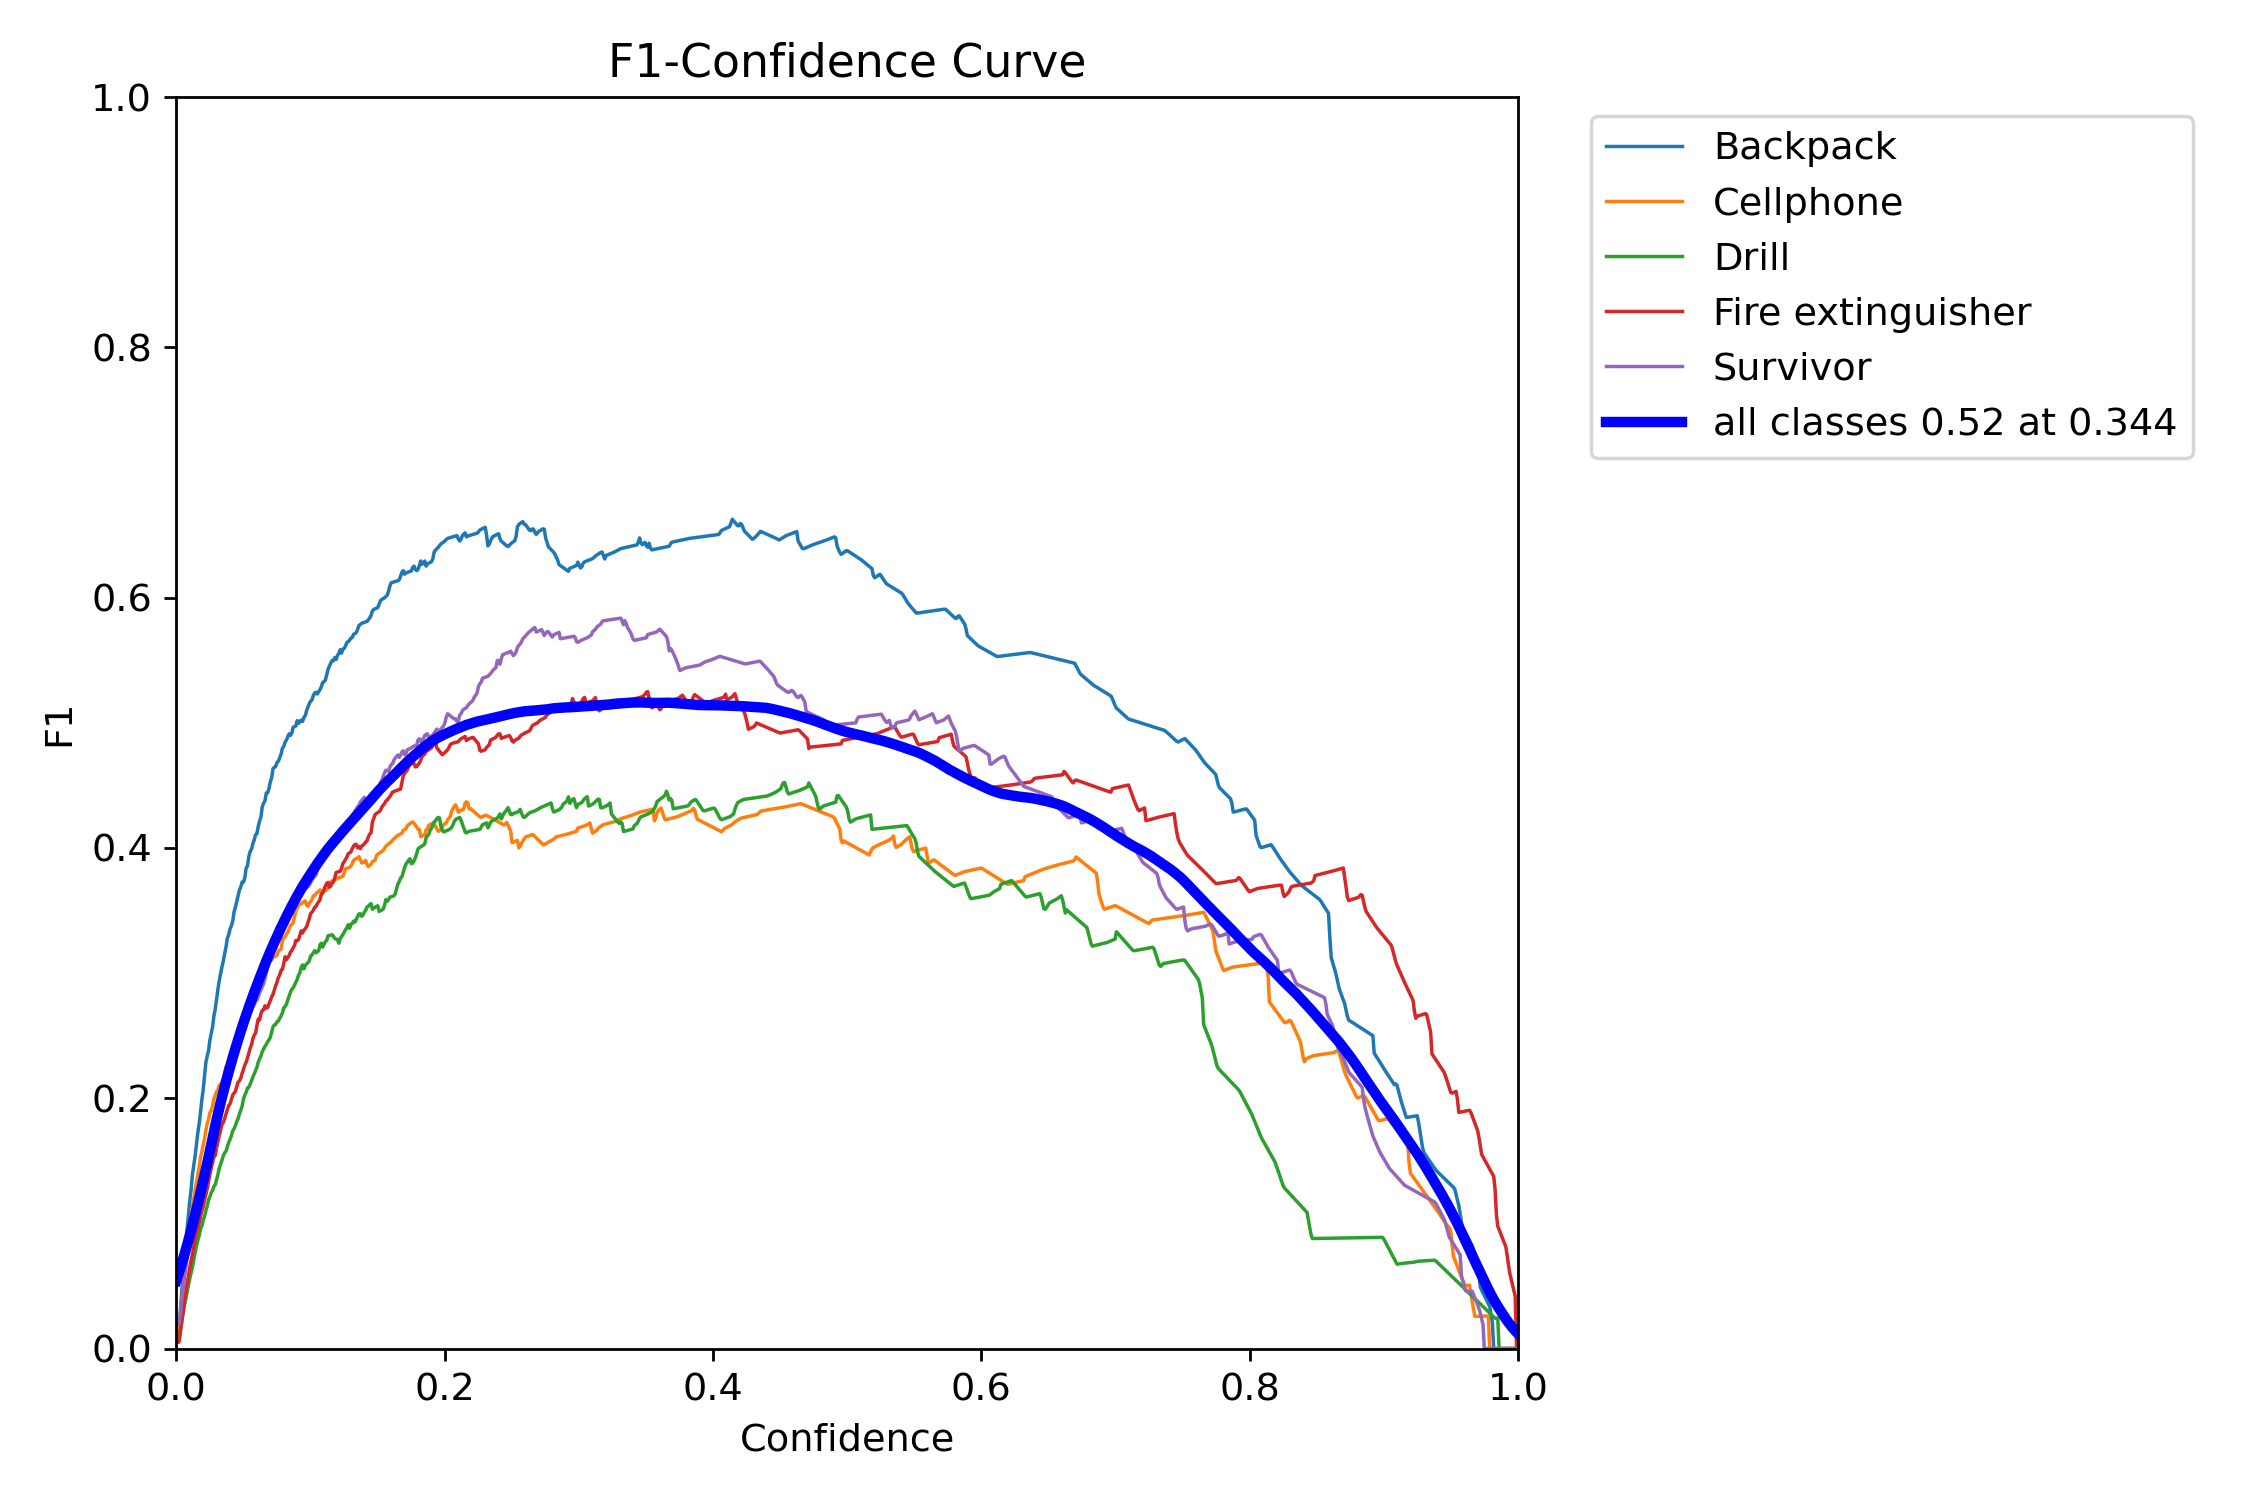 F1-Confidence Curve
1.0
0.8
0.6
0.4
0.2
0.0
F1
0.0 0.2 0.4 0.6 0.8 1.0
Confidence
Backpack
Cellphone
Drill
Fire extinguisher
Survivor
all classes 0.52 at 0.344